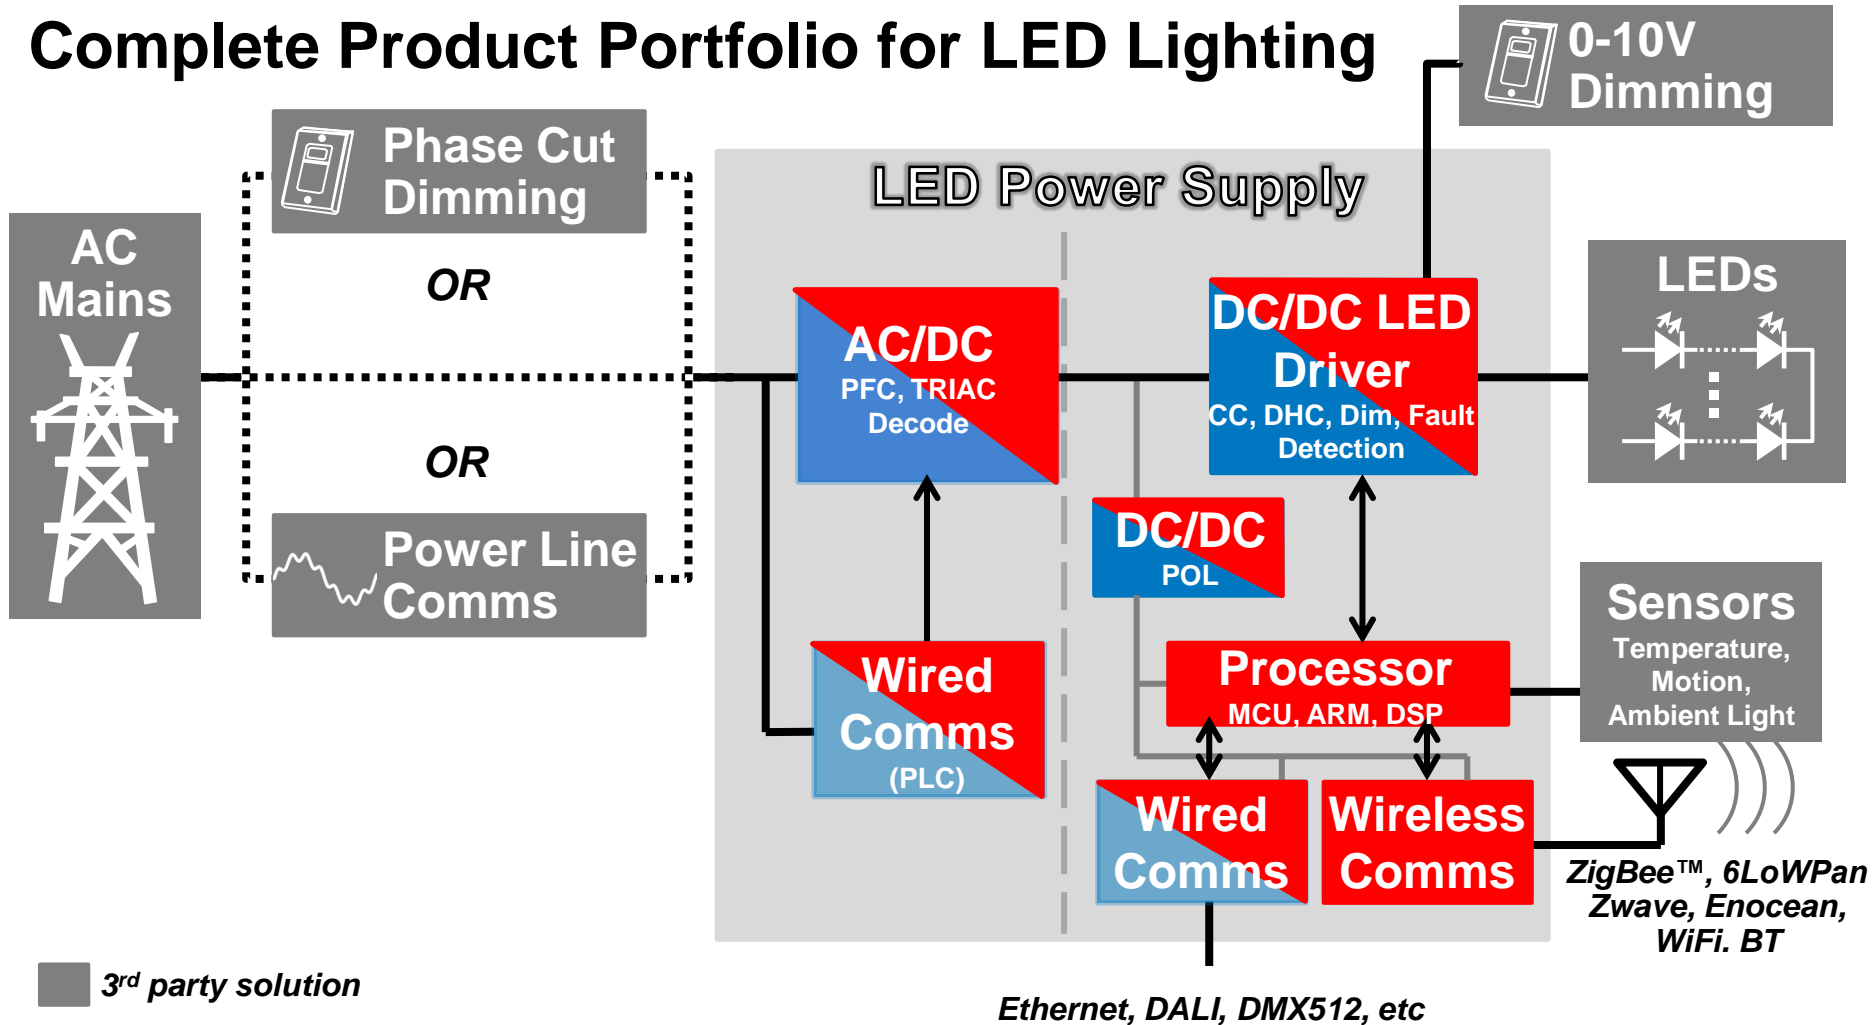 Complete Product Portfolio for LED Lighting
0-10V
Dimming
Phase Cut
Dimming
LED Power Supply
AC
Mains
OR
LEDs
DC/DC LED
Driver
CC, DHC, Dim, Fault
Detection
AC/DC
PFC, TRIAC
Decode
OR
DC/DC
POL
Power Line
Comms
Sensors
Temperature,
Motion,
Ambient Light
Wired
Comms
(PLC)
Processor
MCU, ARM, DSP
Wired
Comms
Wireless
Comms
ZigBee™, 6LoWPan
Zwave, Enocean,
WiFi. BT
3rd party solution
Ethernet, DALI, DMX512, etc